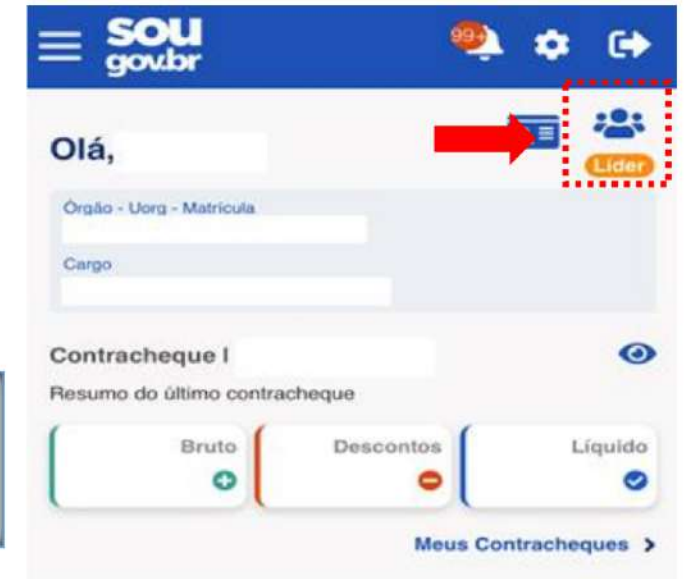 sou
gov.br
99+
Olá,
Líder
Órgão - Uorg - Matrícula
Cargo
Contracheque I
Resumo do último contracheque
Bruto Descontos Líquido
Meus Contracheques